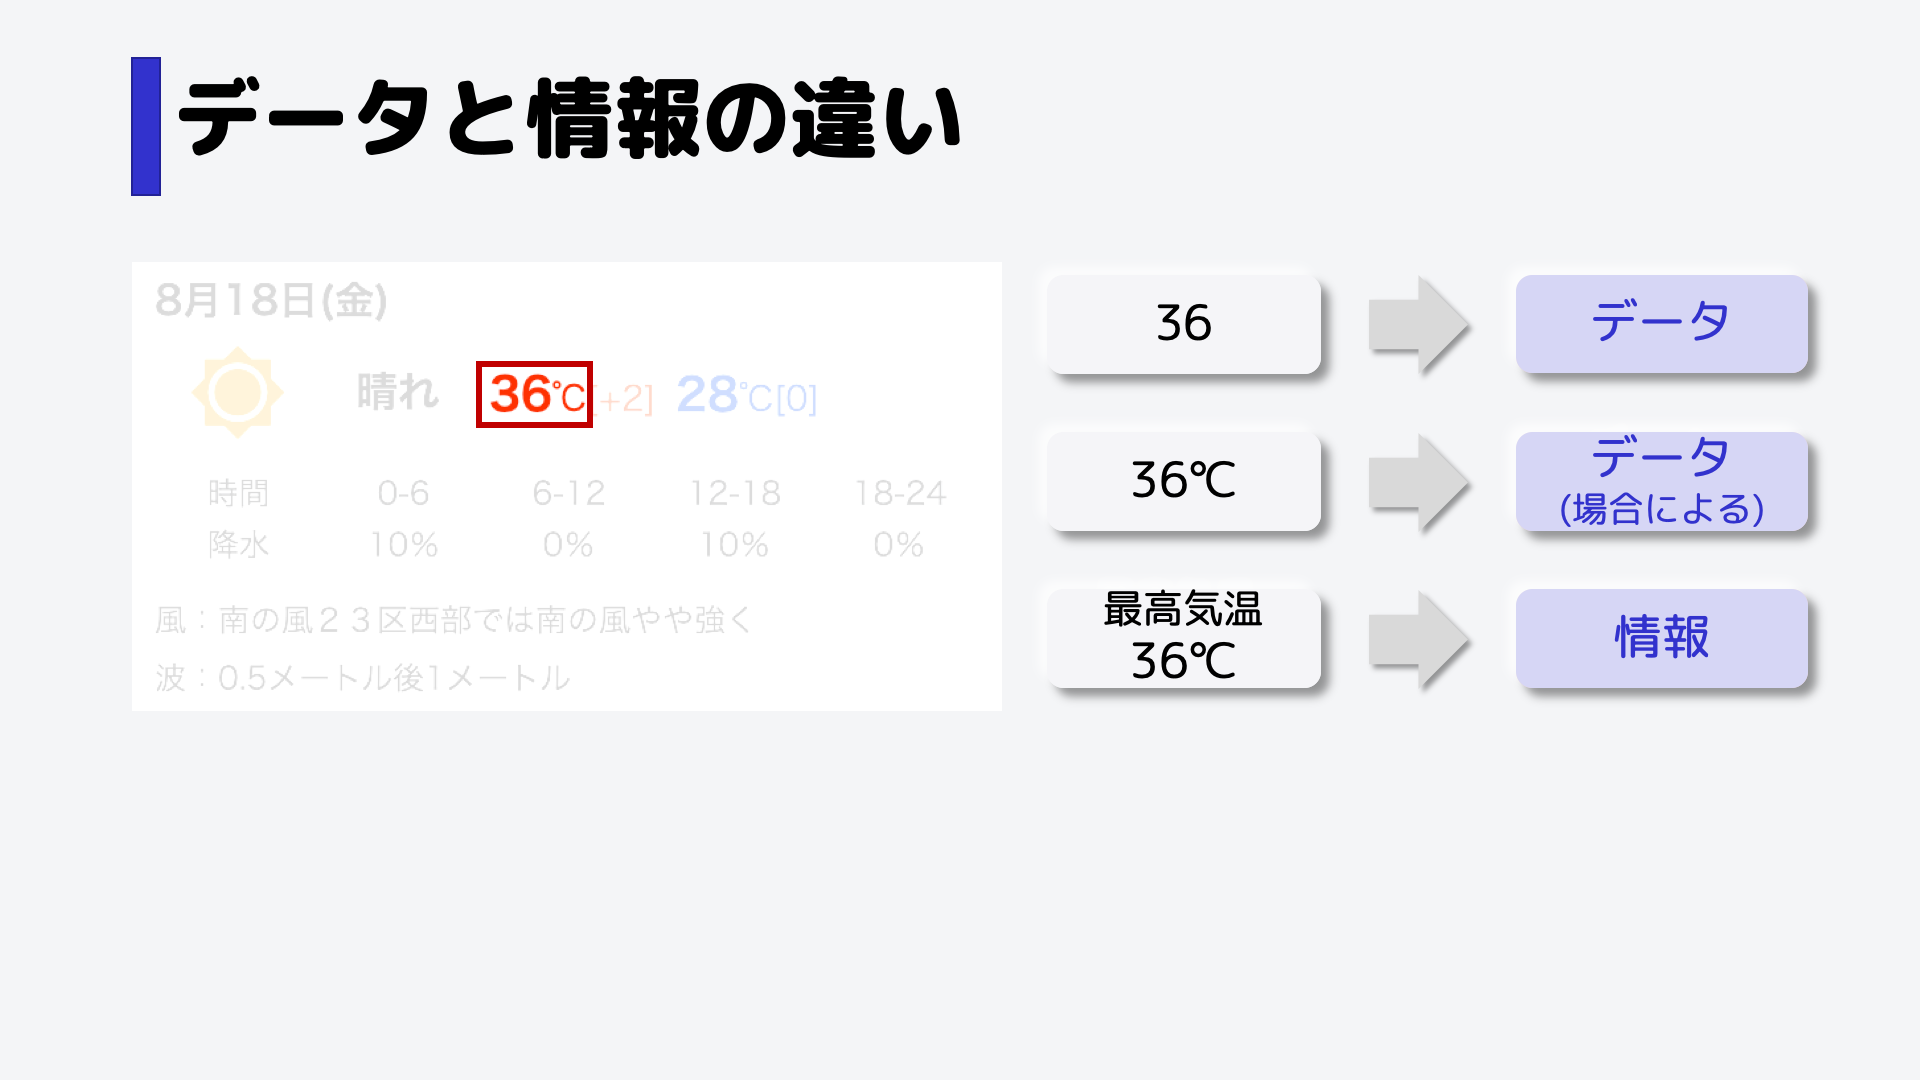 データと情報の違い
8月18日(金)
晴れ 36℃[+2] 28℃[0]
時間 0-6 6-12 12-18 18-24
降水 10% 0% 10% 0%
風：南の風２３区西部では南の風やや強く
波：0.5メートル後1メートル
36
データ
36℃
データ
(場合による)
最高気温
36℃
情報